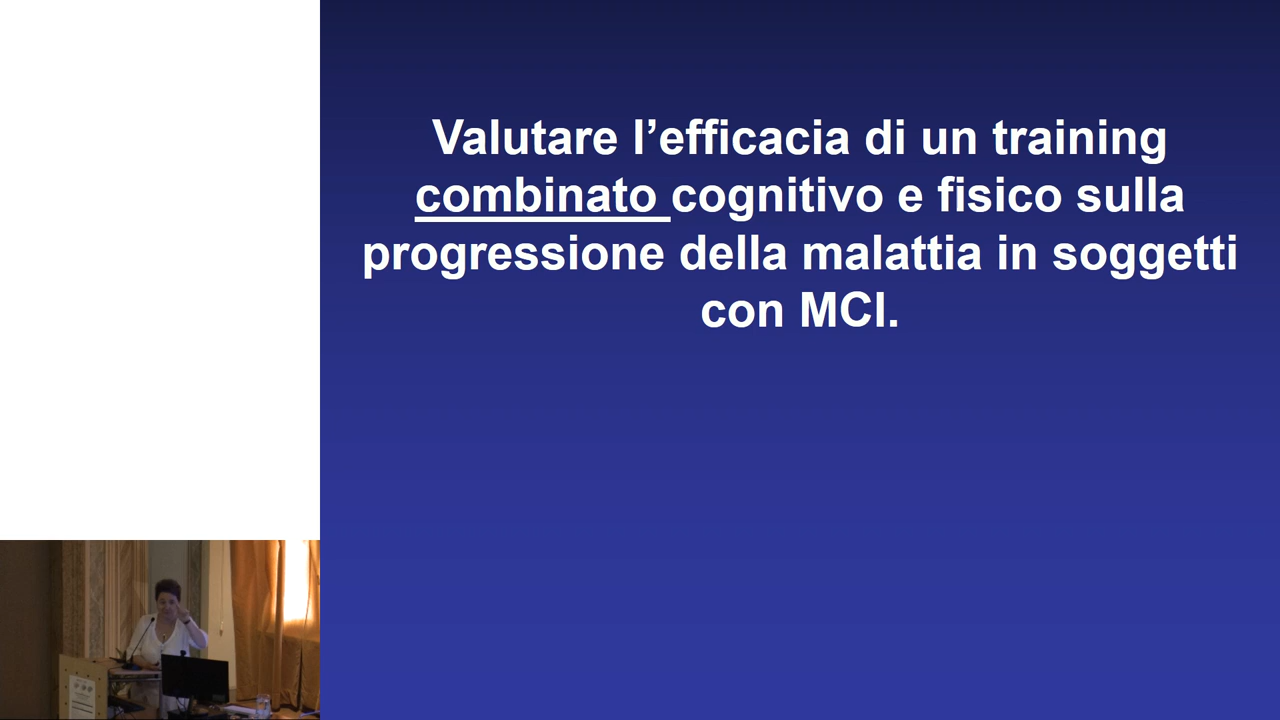 Valutare l’efficacia di un training
combinato cognitivo e fisico sulla
progressione della malattia in soggetti
con MCI.